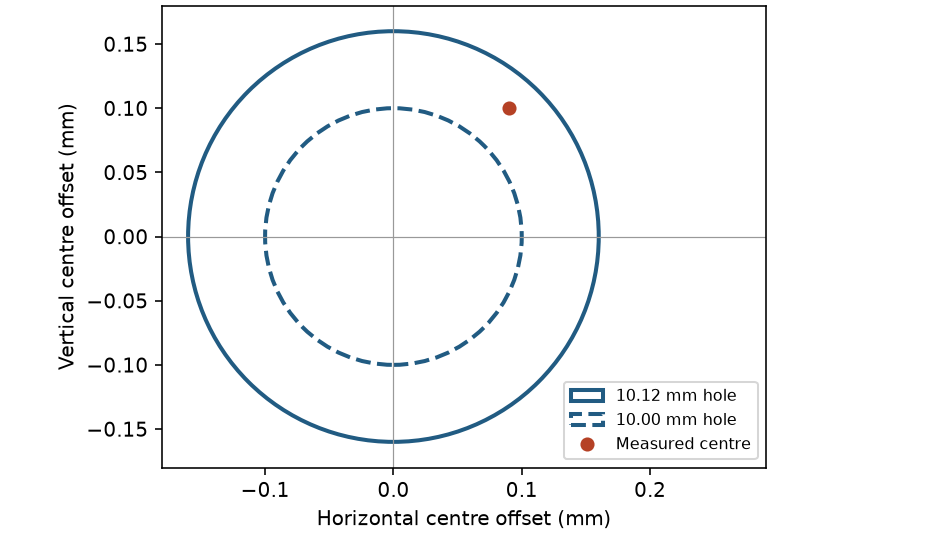 0.15
0.10
0.05
0.00
−0.05
−0.10
−0.15
Vertical centre offset (mm)
10.12 mm hole
10.00 mm hole
Measured centre
−0.1
0.0
0.1
0.2
Horizontal centre offset (mm)